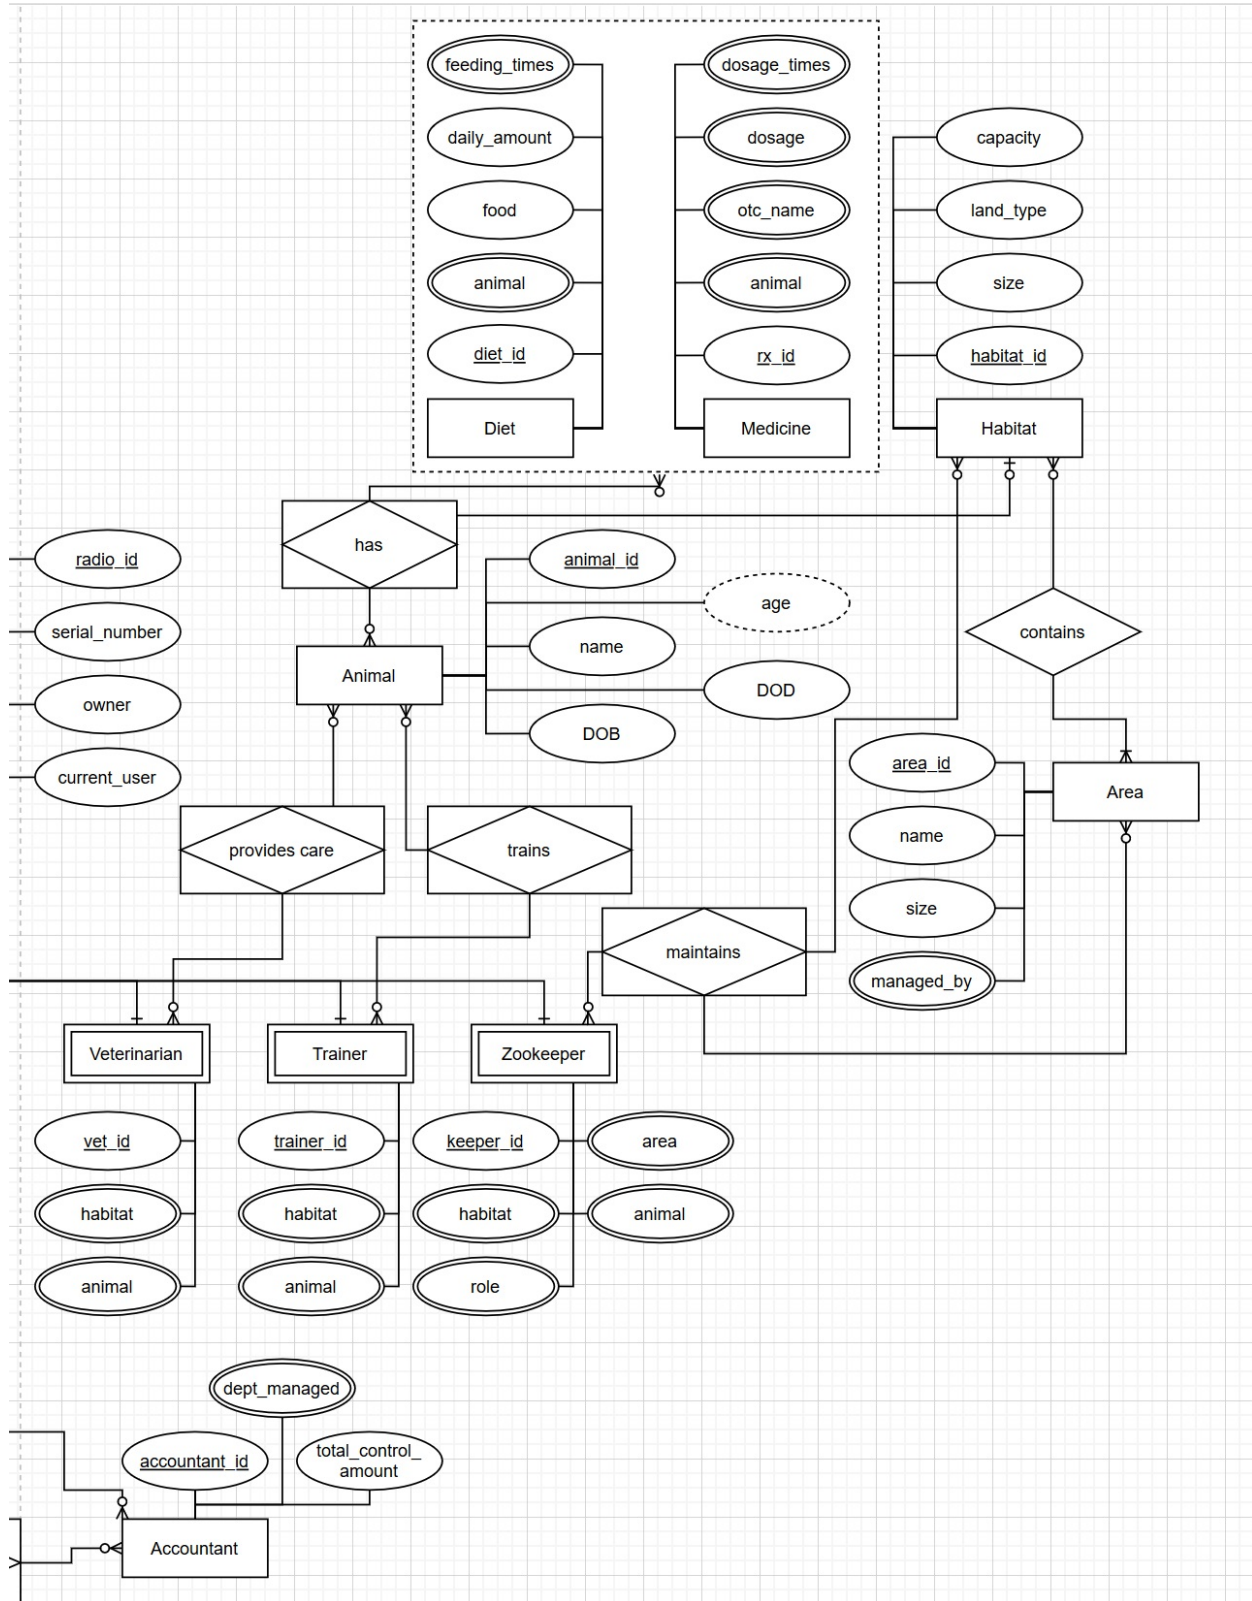 feeding_times
dosage_times
daily_amount
dosage
capacity
food
otc_name
land_type
animal
animal
size
diet_id
rx_id
habitat_id
Diet
Medicine
Habitat
has
radio_id
animal_id
age
serial_number
name
contains
Animal
owner
DOD
DOB
current_user
area_id
Area
provides care
trains
name
size
maintains
managed_by
Veterinarian
Trainer
Zookeeper
vet_id
trainer_id
keeper_id
area
habitat
habitat
habitat
animal
animal
animal
role
dept_managed
accountant_id
total_control_
amount
Accountant